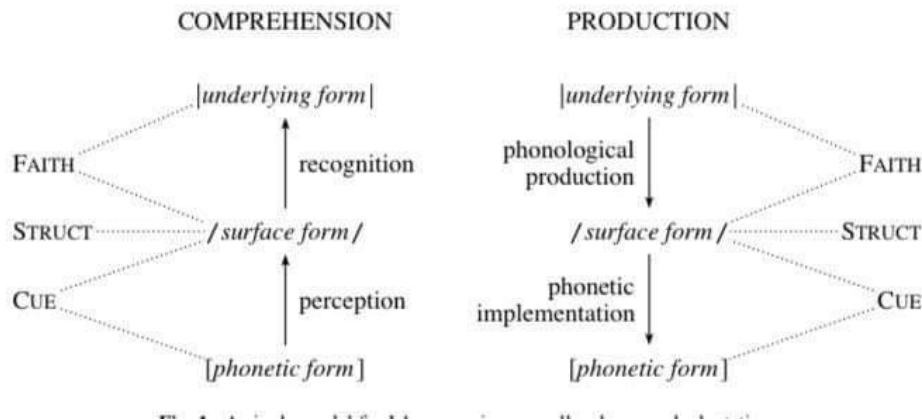 COMPREHENSION PRODUCTION
|underlying form| |underlying form|
FAITH recognition phonological production FAITH
STRUCT /surface form/ /surface form/ STRUCT
CUE perception phonetic implementation CUE
[phonetic form] [phonetic form]